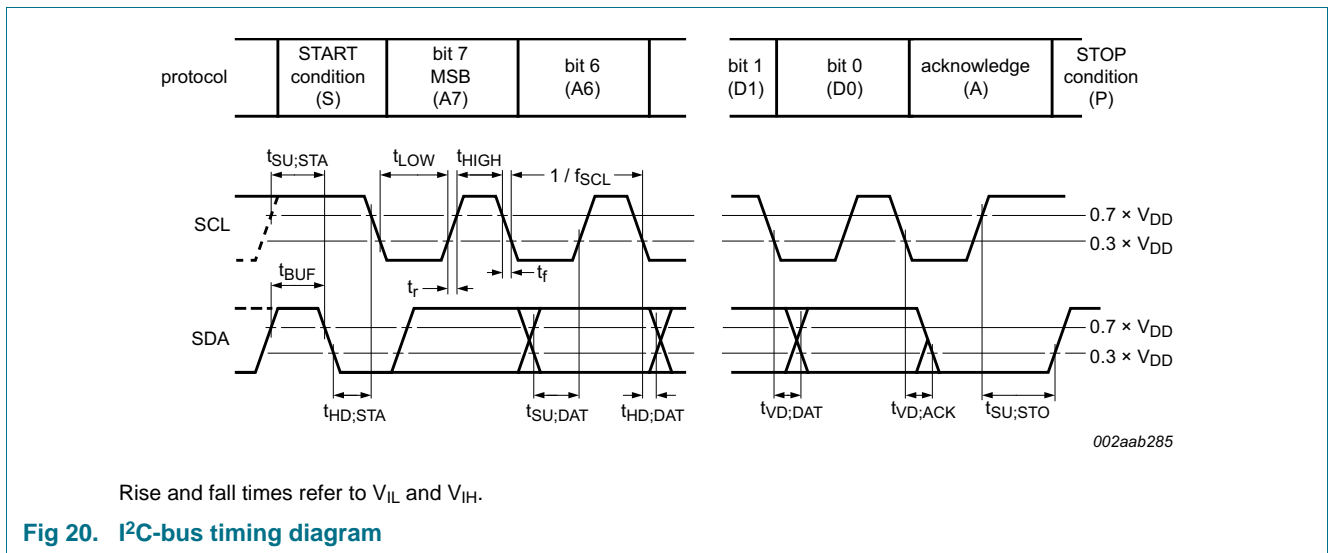 protocol
START
condition
(S)
bit 7
MSB
(A7)
bit 6
(A6)
bit 1
(D1)
bit 0
(D0)
acknowledge
(A)
STOP
condition
(P)
tSU;STA
tLOW
tHIGH
1 / fSCL
SCL
0.7 × VDD
0.3 × VDD
tBUF
tr
tf
SDA
0.7 × VDD
0.3 × VDD
tHD;STA
tSU;DAT
tHD;DAT
tVD;DAT
tVD;ACK
tSU;STO
002aab285
Rise and fall times refer to VIL and VIH.
Fig 20. I²C-bus timing diagram